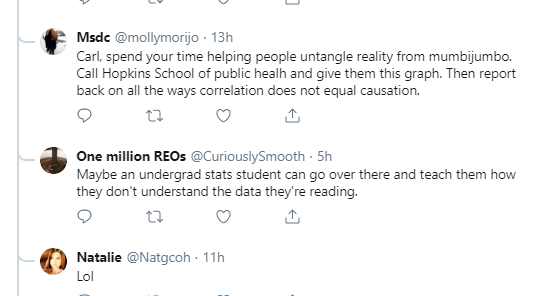 Msdc @mollymorijo · 13h
Carl, spend your time helping people untangle reality from mumbijumbo.
Call Hopkins School of public healh and give them this graph. Then report
back on all the ways correlation does not equal causation.
One million REOs @CuriouslySmooth · 5h
Maybe an undergrad stats student can go over there and teach them how
they don't understand the data they're reading.
Natalie @Natgcoh · 11h
Lol